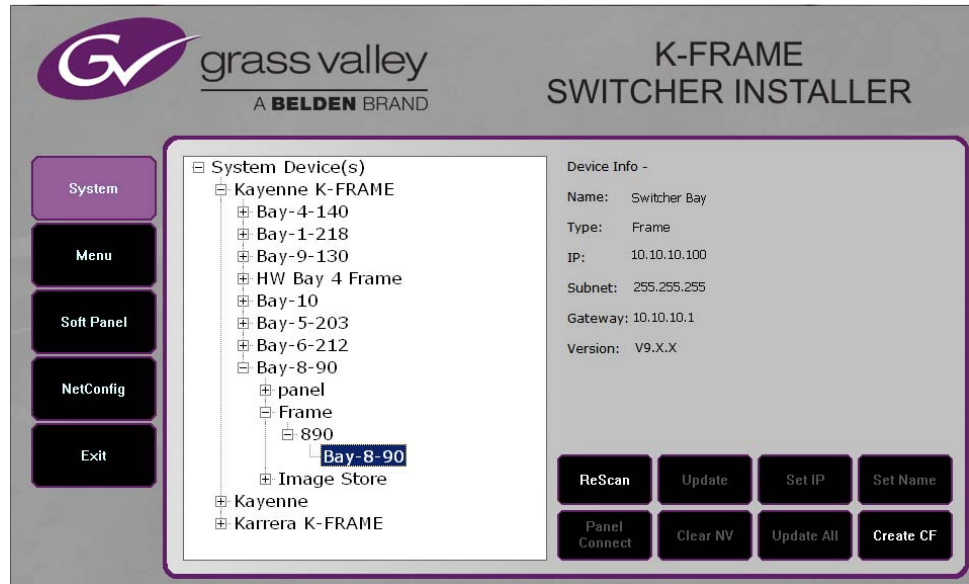 GV
grass valley
A BELDEN BRAND
K-FRAME
SWITCHER INSTALLER
System
Menu
Soft Panel
NetConfig
Exit
System Device(s)
Kayenne K-FRAME
Bay-4-140
Bay-1-218
Bay-9-130
HW Bay 4 Frame
Bay-10
Bay-5-203
Bay-6-212
Bay-8-90
panel
Frame
890
Bay-8-90
Image Store
Kayenne
Karrera K-FRAME
Device Info -
Name: Switcher Bay
Type: Frame
IP: 10.10.10.100
Subnet: 255.255.255
Gateway: 10.10.10.1
Version: V9.X.X
ReScan
Update
Set IP
Set Name
Panel
Connect
Clear NV
Update All
Create CF